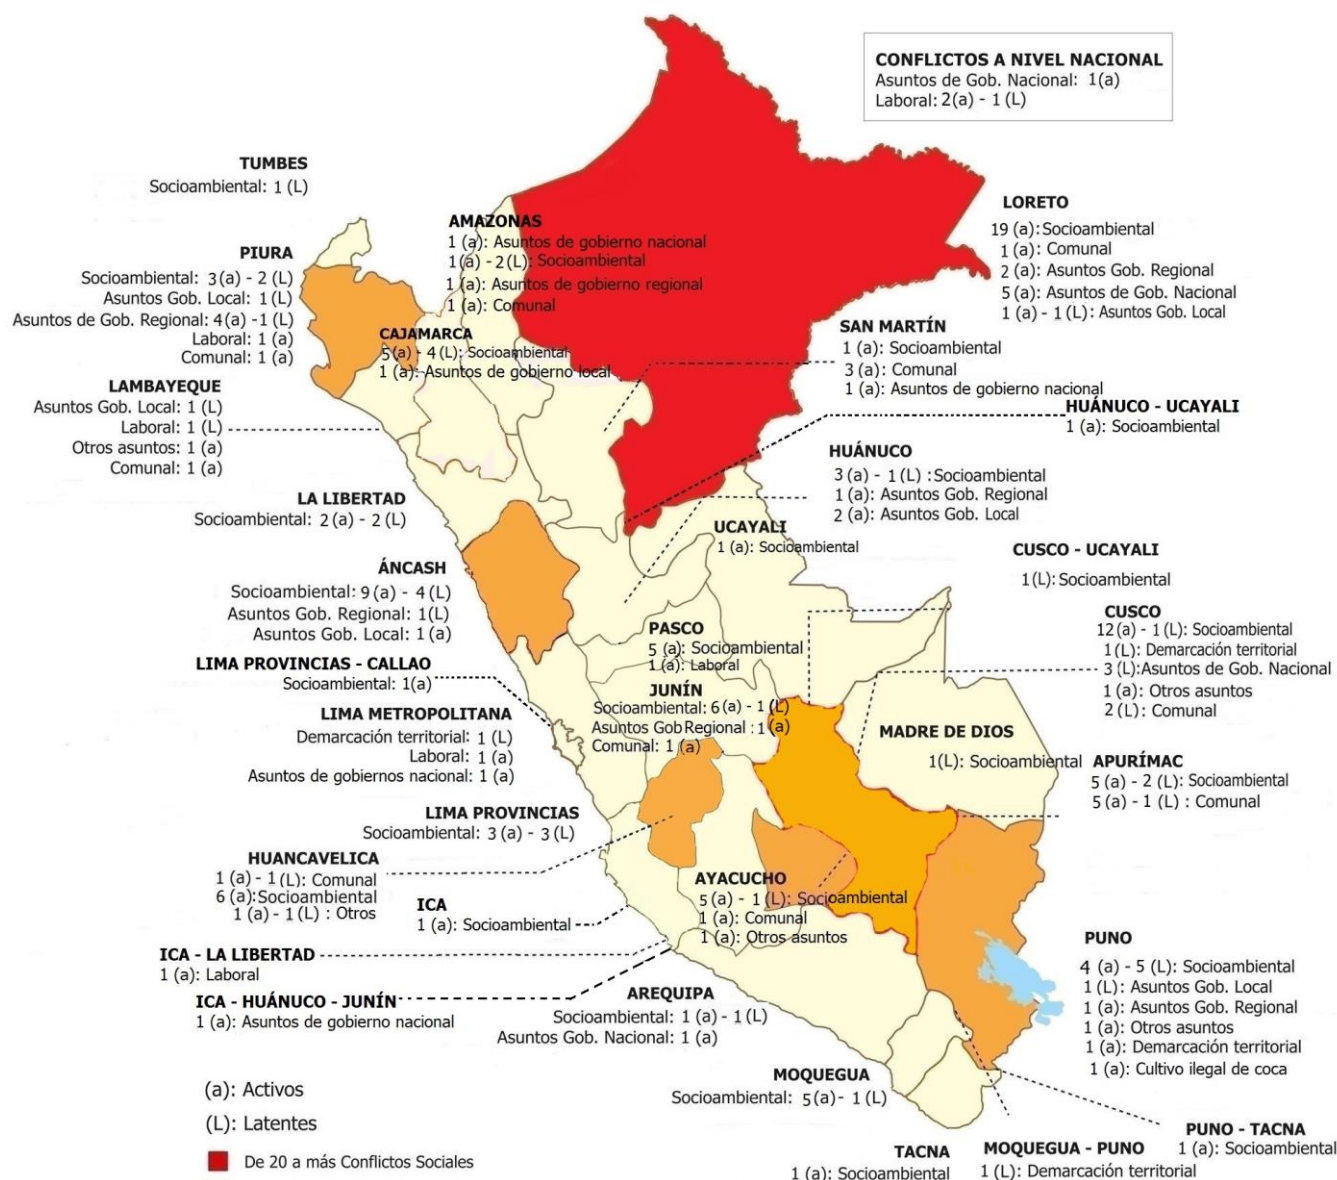 CONFLICTOS A NIVEL NACIONAL
Asuntos de Gob. Nacional: 1(a)
Laboral: 2(a) - 1(L)
TUMBES
Socioambiental: 1 (L)
PIURA
Socioambiental: 3(a) - 2 (L)
Asuntos Gob. Local: 1(L)
Asuntos de Gob. Regional: 4(a) -1(L)
Laboral: 1 (a)
Comunal: 1 (a)
AMAZONAS
1 (a): Asuntos de gobierno nacional
1(a) - 2(L): Socioambiental
1(a): Asuntos de gobierno regional
1(a): Comunal
LORETO
19 (a):Socioambiental
1(a): Comunal
2 (a): Asuntos Gob. Regional
5(a): Asuntos de Gob. Nacional
1(a) - 1(L): Asuntos Gob. Local
CAJAMARCA
5(a) - 4(L): Socioambiental
1(a): Asuntos de gobierno local
SAN MARTÍN
1(a): Socioambiental
3(a): Comunal
1(a): Asuntos de gobierno nacional
LAMBAYEQUE
Asuntos Gob. Local: 1 (L)
Laboral: 1 (L)
Otros asuntos: 1 (a)
Comunal: 1(a)
HUÁNUCO - UCAYALI
1(a): Socioambiental
HUÁNUCO
3(a) - 1(L) :Socioambiental
1(a): Asuntos Gob. Regional
2(a): Asuntos Gob. Local
LA LIBERTAD
Socioambiental: 2(a) - 2(L)
UCAYALI
1(a): Socioambiental
CUSCO - UCAYALI
1(L): Socioambiental
ÁNCASH
Socioambiental: 9(a) - 4(L)
Asuntos Gob. Regional: 1(L)
Asuntos Gob. Local: 1(a)
CUSCO
12(a) - 1(L): Socioambiental
1(L): Demarcación territorial
3(L):Asuntos de Gob. Nacional
1(a): Otros asuntos
2(L): Comunal
PASCO
5(a): Socioambiental
1(a): Laboral
LIMA PROVINCIAS - CALLAO
Socioambiental: 1(a)
JUNÍN
Socioambiental: 6(a) - 1(L)
Asuntos Gob Regional : 1(a)
Comunal: 1(a)
LIMA METROPOLITANA
Demarcación territorial: 1 (L)
Laboral: 1 (a)
Asuntos de gobiernos nacional: 1(a)
MADRE DE DIOS
1(L): Socioambiental
APURÍMAC
5(a) - 2(L): Socioambiental
5(a) - 1(L) : Comunal
LIMA PROVINCIAS
Socioambiental: 3(a) - 3(L)
HUANCAVELICA
1(a) - 1(L): Comunal
6(a):Socioambiental
1(a) - 1(L) : Otros
AYACUCHO
5(a) - 1(L): Socioambiental
1(a): Comunal
1(a): Otros asuntos
ICA
1(a): Socioambiental
ICA - LA LIBERTAD
1(a): Laboral
ICA - HUÁNUCO - JUNÍN
1(a): Asuntos de gobierno nacional
PUNO
4(a) - 5(L): Socioambiental
1(L): Asuntos Gob. Local
1(a): Asuntos Gob. Regional
1(a): Otros asuntos
1(a): Demarcación territorial
1(a): Cultivo ilegal de coca
AREQUIPA
Socioambiental: 1(a) - 1(L)
Asuntos Gob. Nacional: 1(a)
MOQUEGUA
Socioambiental: 5(a) - 1(L)
(a): Activos
(L): Latentes
De 20 a más Conflictos Sociales
TACNA
1(a): Socioambiental
MOQUEGUA - PUNO
1(L): Demarcación territorial
PUNO - TACNA
1(a): Socioambiental